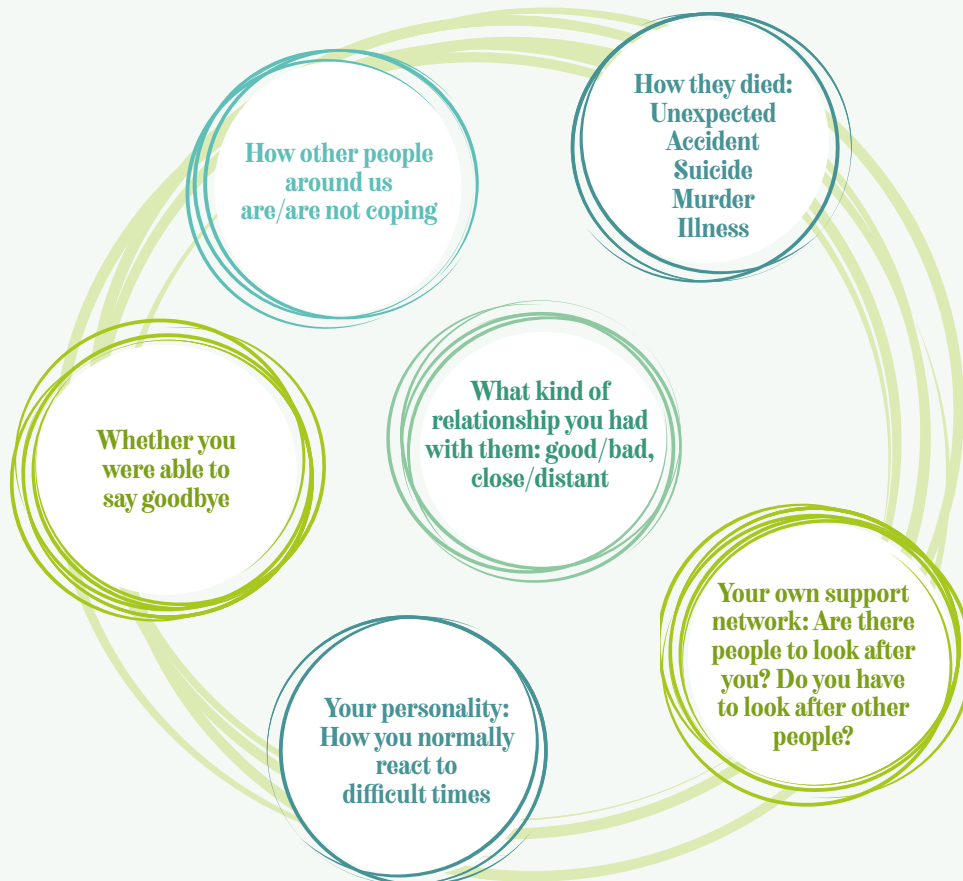 How other people
around us
are/are not coping
How they died:
Unexpected
Accident
Suicide
Murder
Illness
What kind of
relationship you had
with them: good/bad,
close/distant
Whether you
were able to
say goodbye
Your own support
network: Are there
people to look after
you? Do you have
to look after other
people?
Your personality:
How you normally
react to
difficult times